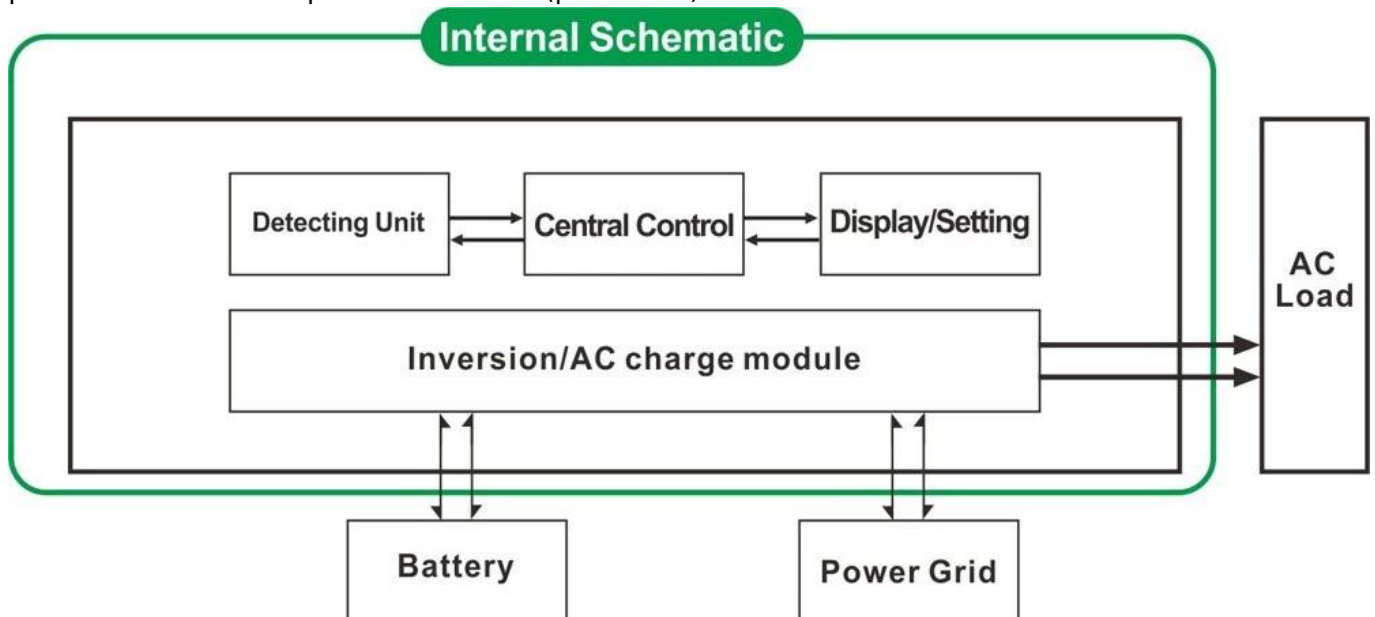 Internal Schematic
Detecting Unit
Central Control
Display/Setting
AC
Load
Inversion/AC charge module
Battery
Power Grid